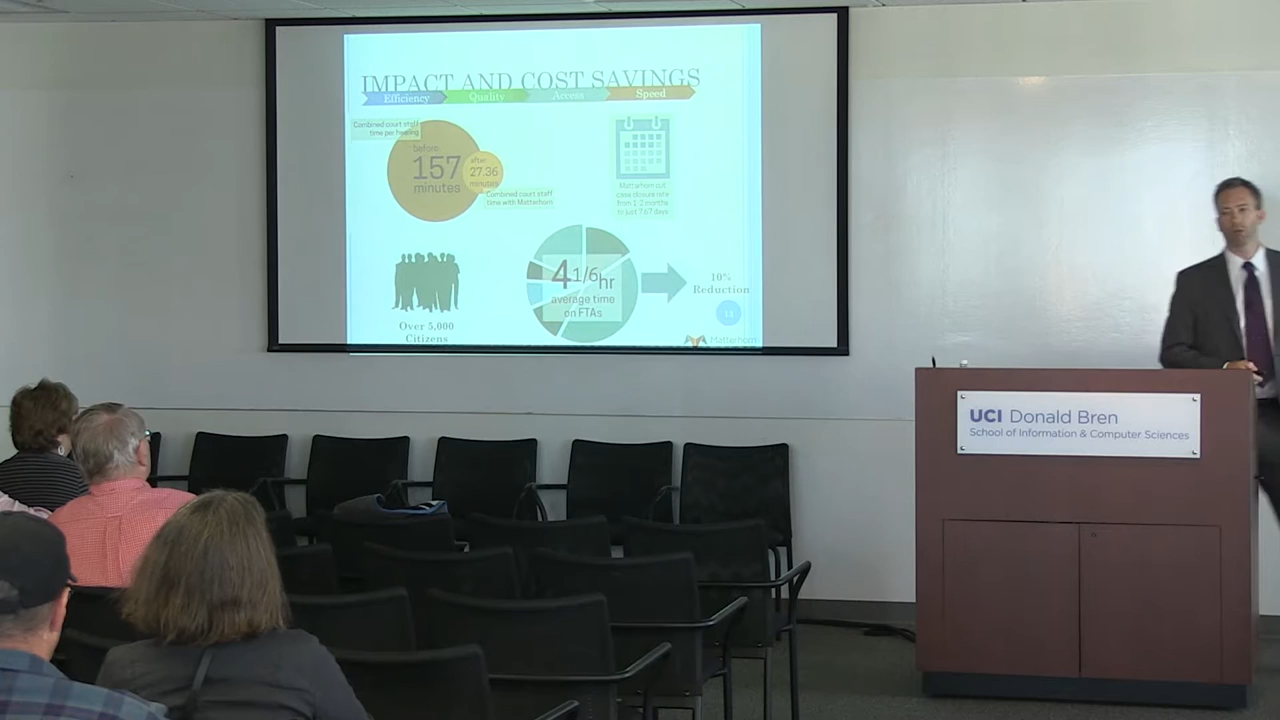 IMPACT AND COST SAVINGS
Efficiency
Quality
Access
Speed
Combined court staff
time per hearing
before
157
minutes
after
27.36
minutes
Combined court staff
time with Matterhorn
Matterhorn cut
case closure rate
from 1-2 months
to just 7.67 days
Over 5,000
Citizens
4 1/6hr
average time
on FTAs
10%
Reduction
13
Matterhorn
UCI Donald Bren
School of Information & Computer Sciences